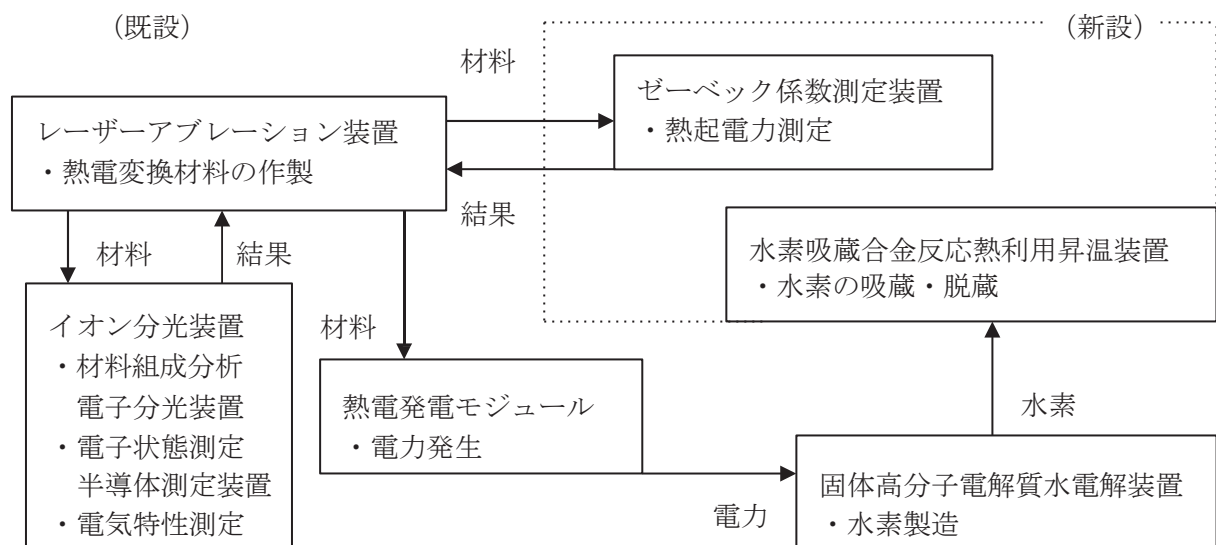 （既設）
（新設）
材料
ゼーベック係数測定装置
・熱起電力測定
レーザーアブレーション装置
・熱電変換材料の作製
結果
材料
結果
水素吸蔵合金反応熱利用昇温装置
・水素の吸蔵・脱蔵
イオン分光装置
・材料組成分析
電子分光装置
・電子状態測定
半導体測定装置
・電気特性測定
材料
熱電発電モジュール
・電力発生
水素
電力
固体高分子電解質水電解装置
・水素製造